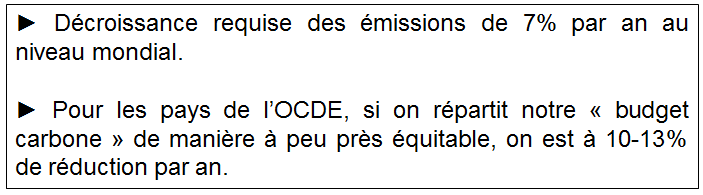 ► Décroissance requise des émissions de 7% par an au
niveau mondial.
► Pour les pays de l’OCDE, si on répartit notre « budget
carbone » de manière à peu près équitable, on est à 10-13%
de réduction par an.